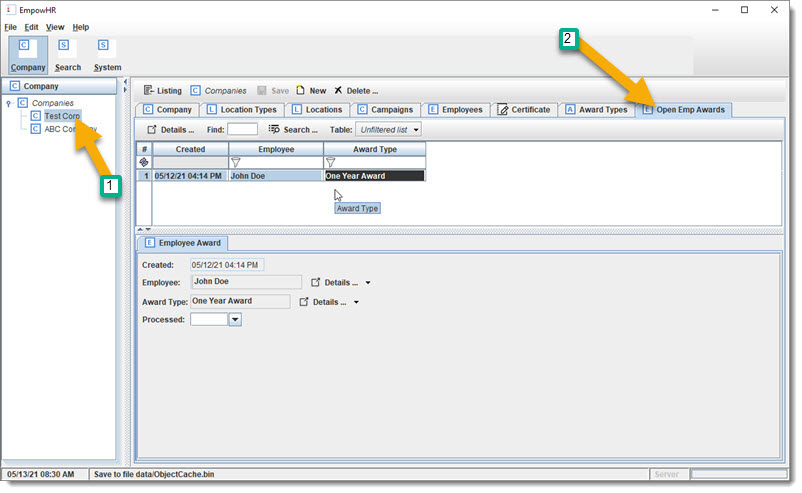 EmpowHR
File Edit View Help
C S S
Company Search System
C Company
C Companies
C Test Corp
C ABC Company
1
2
Listing C Companies Save New Delete ...
C Company L Location Types L Locations C Campaigns E Employees Certificate A Award Types E Open Emp Awards
Details ... Find: Search ... Table: Unfiltered list
# Created Employee Award Type
1 05/12/21 04:14 PM John Doe One Year Award
Award Type
E Employee Award
Created: 05/12/21 04:14 PM
Employee: John Doe Details ...
Award Type: One Year Award Details ...
Processed:
05/13/21 08:30 AM Save to file data/ObjectCache.bin Server